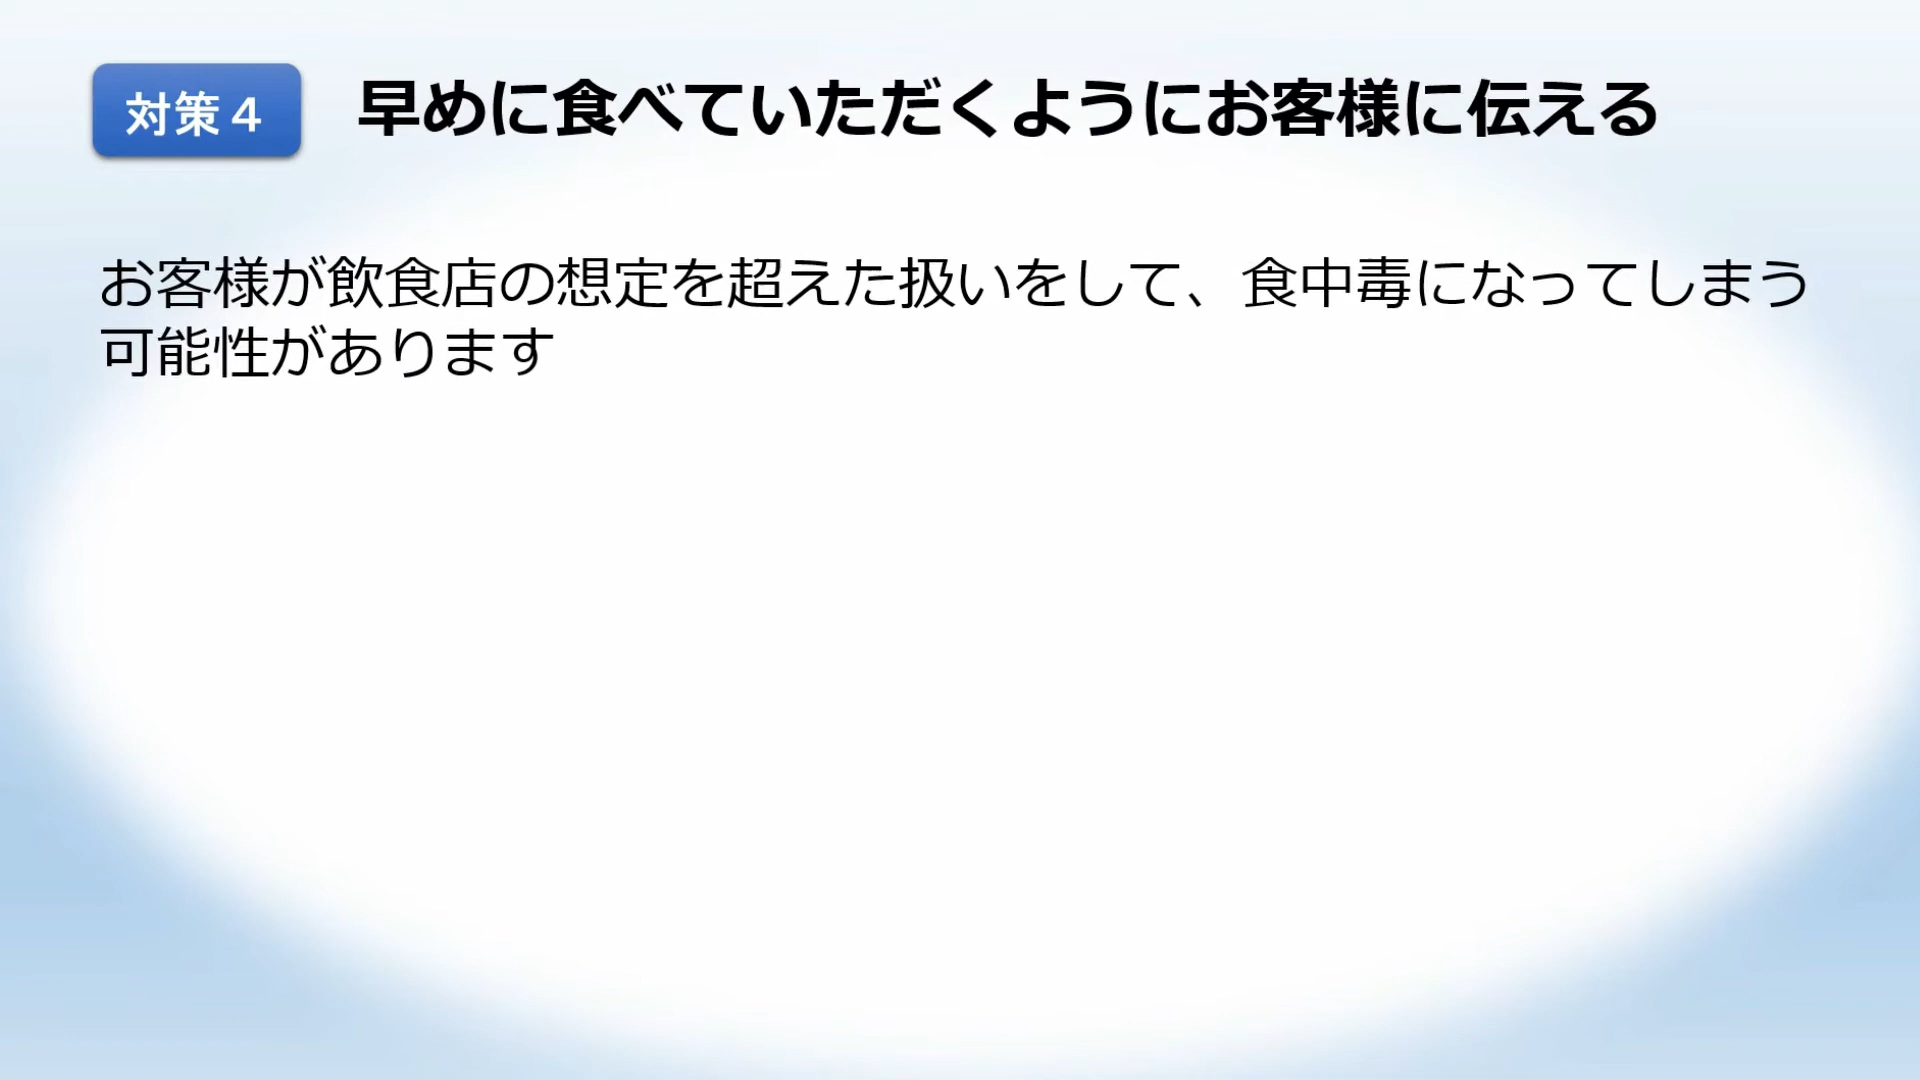 対策４
早めに食べていただくようにお客様に伝える
お客様が飲食店の想定を超えた扱いをして、食中毒になってしまう
可能性があります